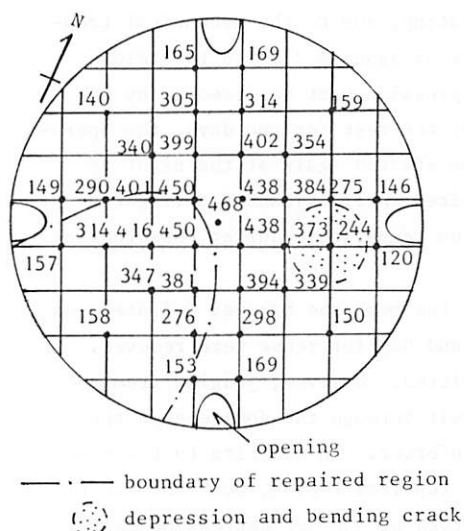 N
165 169
140 305 314 159
340 399 402 354
149 290 401 450 468 438 384 275 146
157 314 416 450 438 373 244 120
347 381 394 339
158 276 298 150
153 169
opening
boundary of repaired region
depression and bending crack